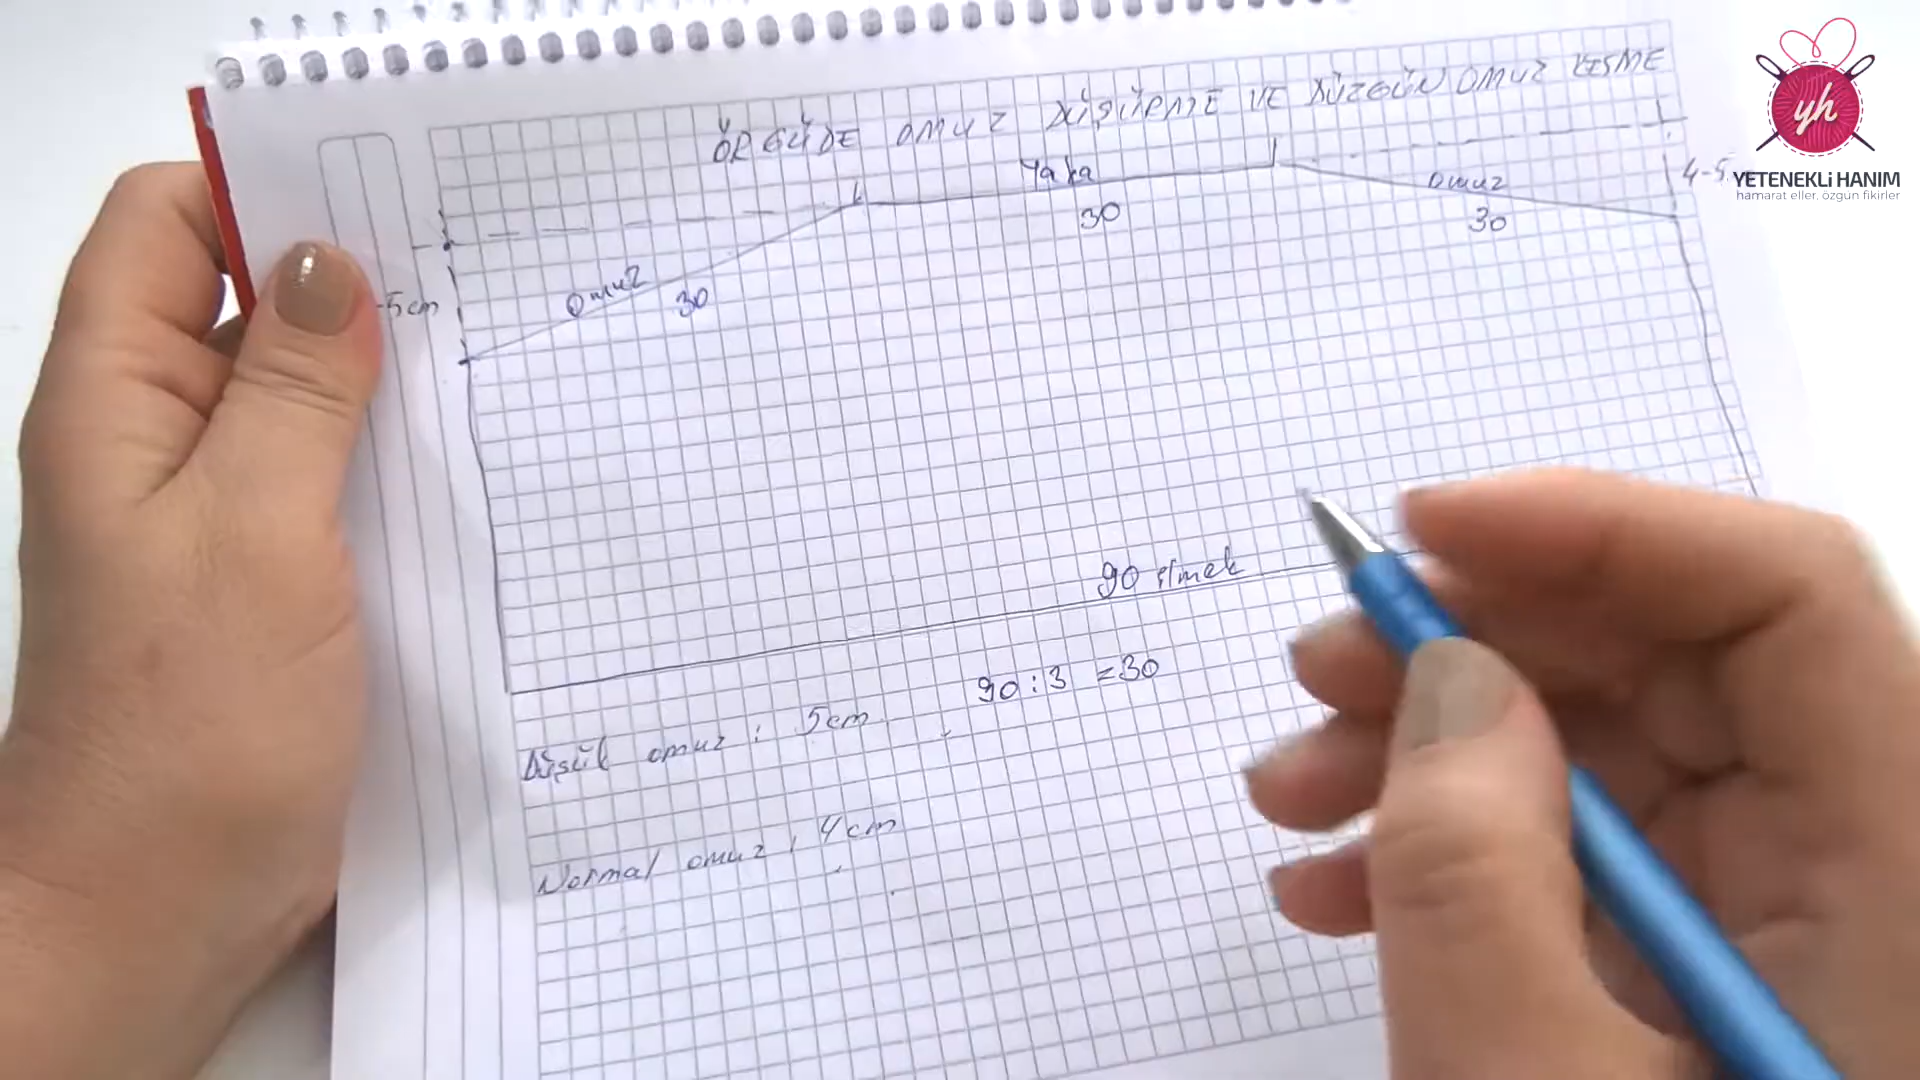 ÖRGÜDE OMUZ DÜŞÜRME VE DÜZGÜN OMUZ KESME
Yaka
30
Omuz
30
4-5
Omuz
30
-5cm
90 ilmek
90:3 =30
Düşük omuz : 5cm
Normal omuz : 4cm
yh
YETENEKLİ HANIM
hamarat eller, özgün fikirler